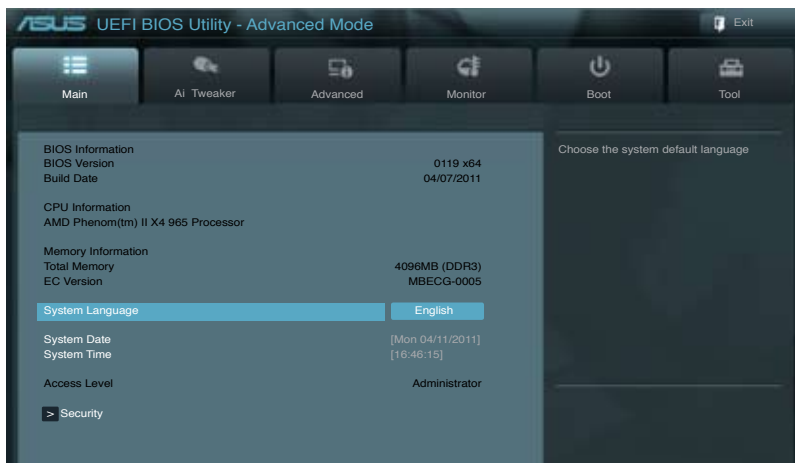 ASUS UEFI BIOS Utility - Advanced Mode Exit
Main Ai Tweaker Advanced Monitor Boot Tool
BIOS Information
BIOS Version 0119 x64
Build Date 04/07/2011
CPU Information
AMD Phenom(tm) II X4 965 Processor
Memory Information
Total Memory 4096MB (DDR3)
EC Version MBECG-0005
System Language English
System Date [Mon 04/11/2011]
System Time [16:46:15]
Access Level Administrator
> Security
Choose the system default language